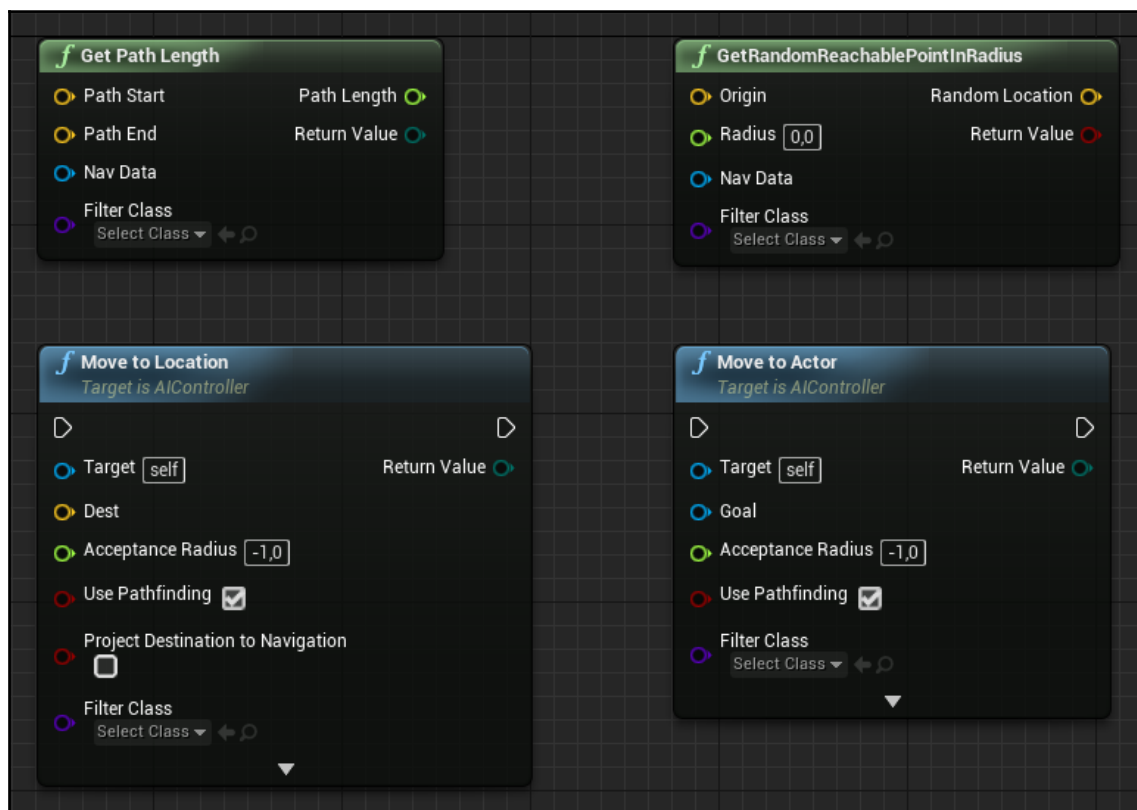 f Get Path Length
Path Start Path Length
Path End Return Value
Nav Data
Filter Class
Select Class
f GetRandomReachablePointInRadius
Origin Random Location
Radius 0,0 Return Value
Nav Data
Filter Class
Select Class
f Move to Location
Target is AIController
Target self Return Value
Dest
Acceptance Radius -1,0
Use Pathfinding
Project Destination to Navigation
Filter Class
Select Class
f Move to Actor
Target is AIController
Target self Return Value
Goal
Acceptance Radius -1,0
Use Pathfinding
Filter Class
Select Class